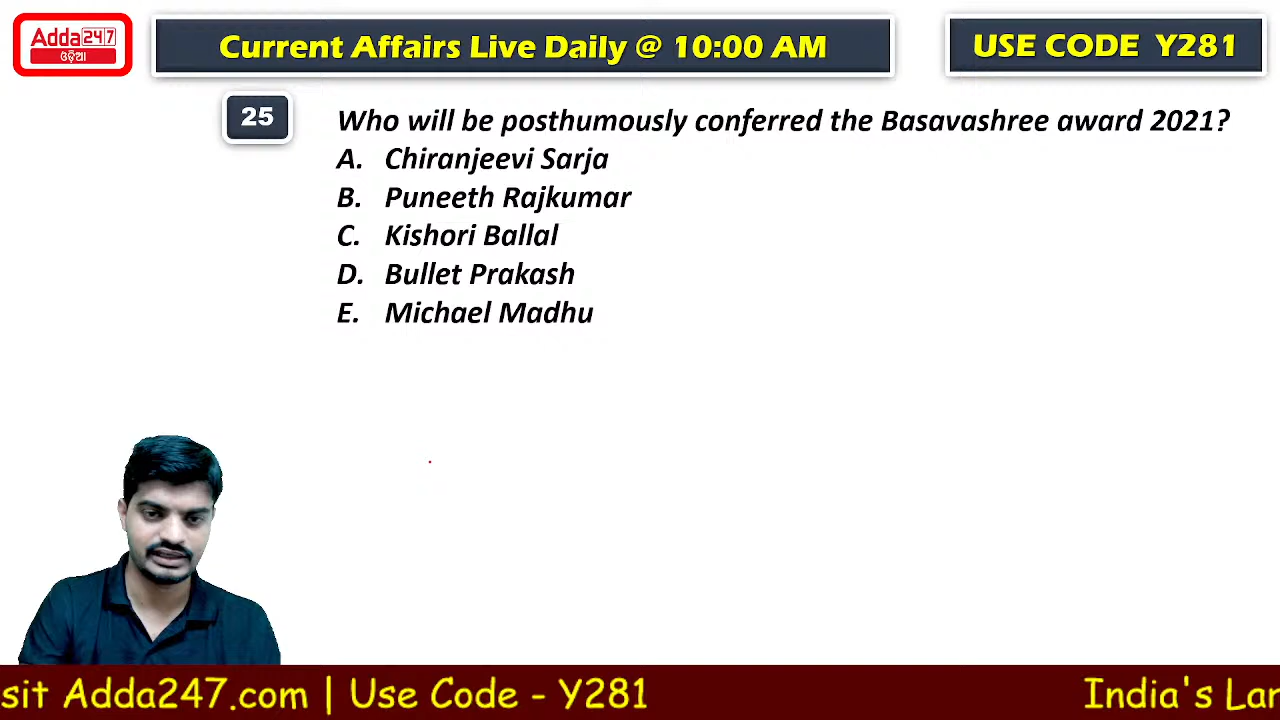 Adda247
ଓଡ଼ିଆ
Current Affairs Live Daily @ 10:00 AM
USE CODE Y281
25
Who will be posthumously conferred the Basavashree award 2021?
A. Chiranjeevi Sarja
B. Puneeth Rajkumar
C. Kishori Ballal
D. Bullet Prakash
E. Michael Madhu
sit Adda247.com | Use Code - Y281 India's Lar